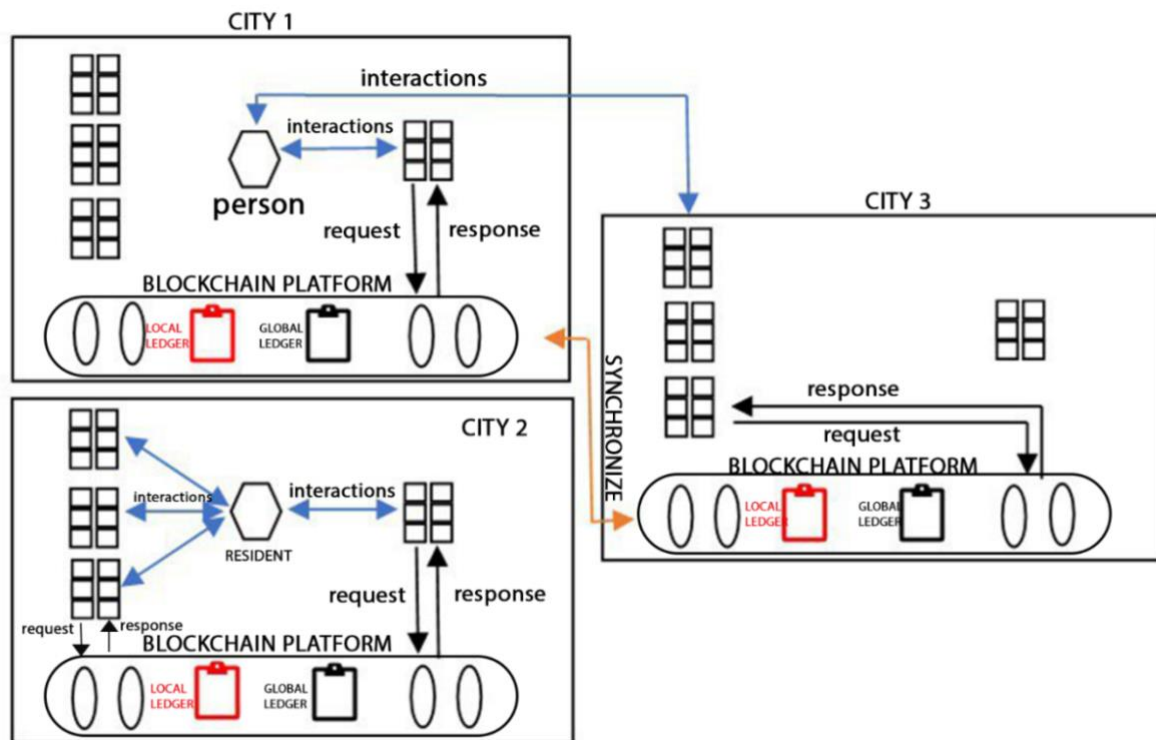 CITY 1
interactions
interactions
person
request
response
BLOCKCHAIN PLATFORM
LOCAL
LEDGER
GLOBAL
LEDGER
CITY 2
interactions
interactions
RESIDENT
request
response
request
response
BLOCKCHAIN PLATFORM
LOCAL
LEDGER
GLOBAL
LEDGER
SYNCHRONIZE
CITY 3
response
request
BLOCKCHAIN PLATFORM
LOCAL
LEDGER
GLOBAL
LEDGER